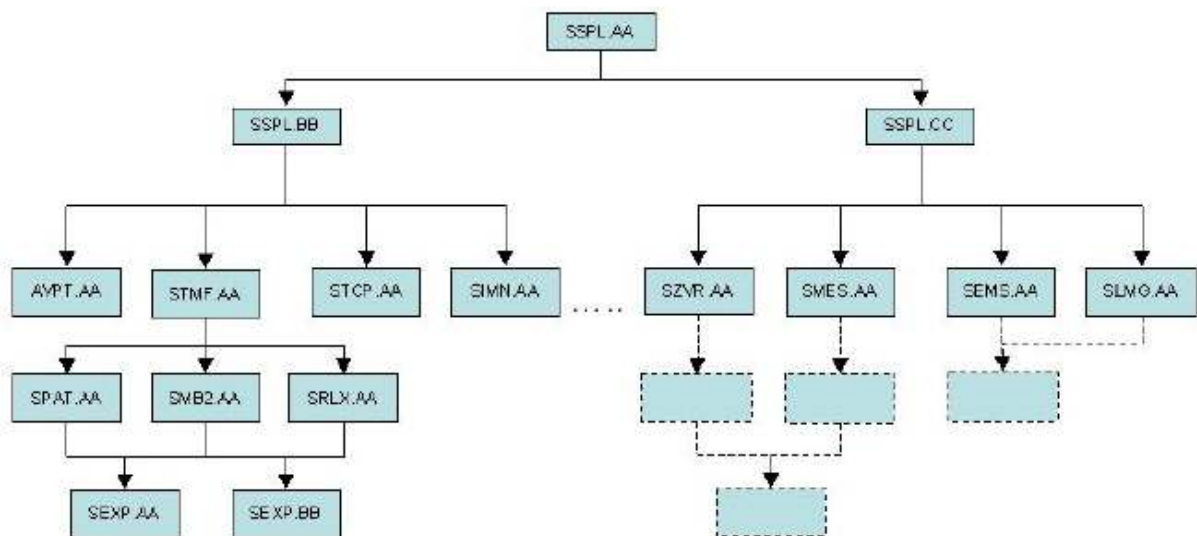 SSPL.AA
SSPL.BB
SSPL.CC
AVPT.AA
STMF.AA
STCP.AA
SIMN.AA
.....
SZVR.AA
SMES.AA
SEMS.AA
SLMG.AA
SPAT.AA
SMB2.AA
SRLX.AA
SEXP.AA
SEXP.BB